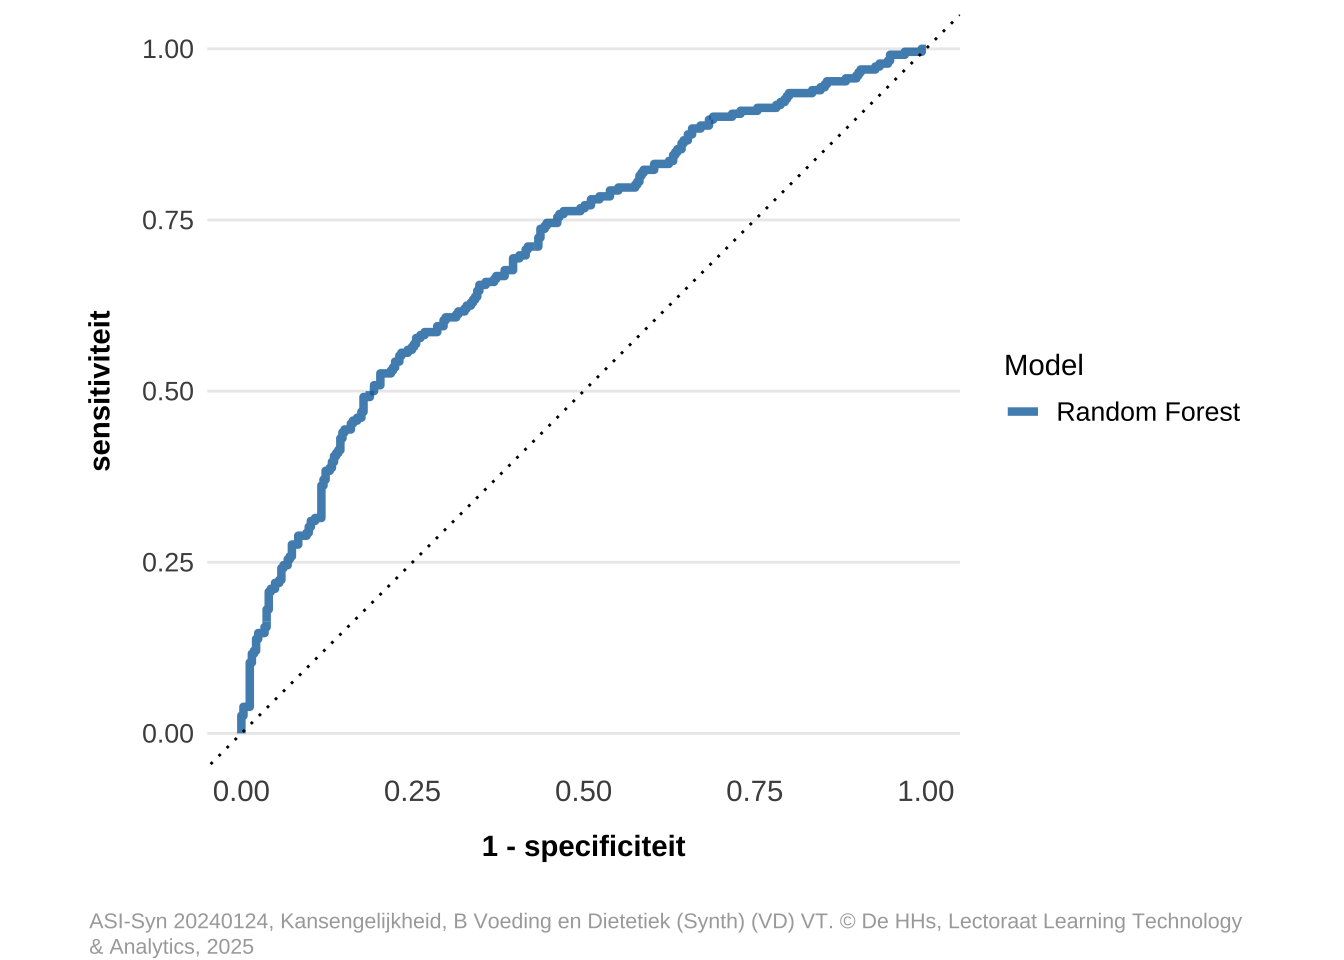 1.00
0.75
0.50
0.25
0.00
sensitiviteit
0.00 0.25 0.50 0.75 1.00
1 - specificiteit
Model
Random Forest
ASI-Syn 20240124, Kansengelijkheid, B Voeding en Dietetiek (Synth) (VD) VT. © De HHs, Lectoraat Learning Technology
& Analytics, 2025